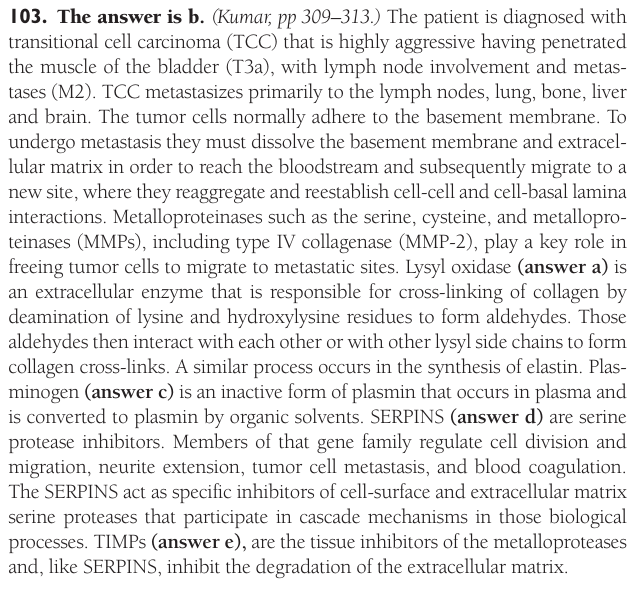 103. The answer is b. (Kumar, pp 309–313.) The patient is diagnosed with
transitional cell carcinoma (TCC) that is highly aggressive having penetrated
the muscle of the bladder (T3a), with lymph node involvement and metas-
tases (M2). TCC metastasizes primarily to the lymph nodes, lung, bone, liver
and brain. The tumor cells normally adhere to the basement membrane. To
undergo metastasis they must dissolve the basement membrane and extracel-
lular matrix in order to reach the bloodstream and subsequently migrate to a
new site, where they reaggregate and reestablish cell-cell and cell-basal lamina
interactions. Metalloproteinases such as the serine, cysteine, and metallopro-
teinases (MMPs), including type IV collagenase (MMP-2), play a key role in
freeing tumor cells to migrate to metastatic sites. Lysyl oxidase (answer a) is
an extracellular enzyme that is responsible for cross-linking of collagen by
deamination of lysine and hydroxylysine residues to form aldehydes. Those
aldehydes then interact with each other or with other lysyl side chains to form
collagen cross-links. A similar process occurs in the synthesis of elastin. Plas-
minogen (answer c) is an inactive form of plasmin that occurs in plasma and
is converted to plasmin by organic solvents. SERPINS (answer d) are serine
protease inhibitors. Members of that gene family regulate cell division and
migration, neurite extension, tumor cell metastasis, and blood coagulation.
The SERPINS act as specific inhibitors of cell-surface and extracellular matrix
serine proteases that participate in cascade mechanisms in those biological
processes. TIMPs (answer e), are the tissue inhibitors of the metalloproteases
and, like SERPINS, inhibit the degradation of the extracellular matrix.